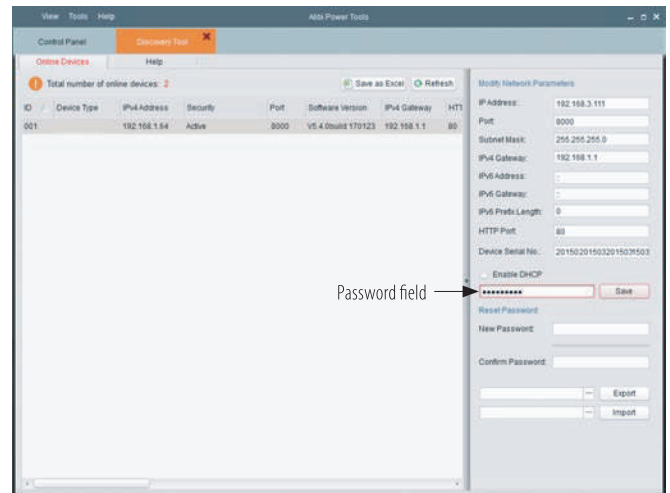 View Tools Help Alibi Power Tools
Control Panel Discovery Tool
Online Devices Help
Total number of online devices: 2 Save as Excel Refresh
ID Device Type IPv4 Address Security Port Software Version IPv4 Gateway HTT
001 192.168.1.64 Active 8000 V5.4.0build 170123 192.168.1.1 80
Modify Network Parameters
IP Address: 192.168.3.111
Port: 8000
Subnet Mask: 255.255.255.0
IPv4 Gateway: 192.168.1.1
IPv6 Address: ::
IPv6 Gateway: ::
IPv6 Prefix Length: 0
HTTP Port: 80
Device Serial No.:
Enable DHCP
Password field ••••••••• Save
Reset Password
New Password:
Confirm Password:
Export
Import